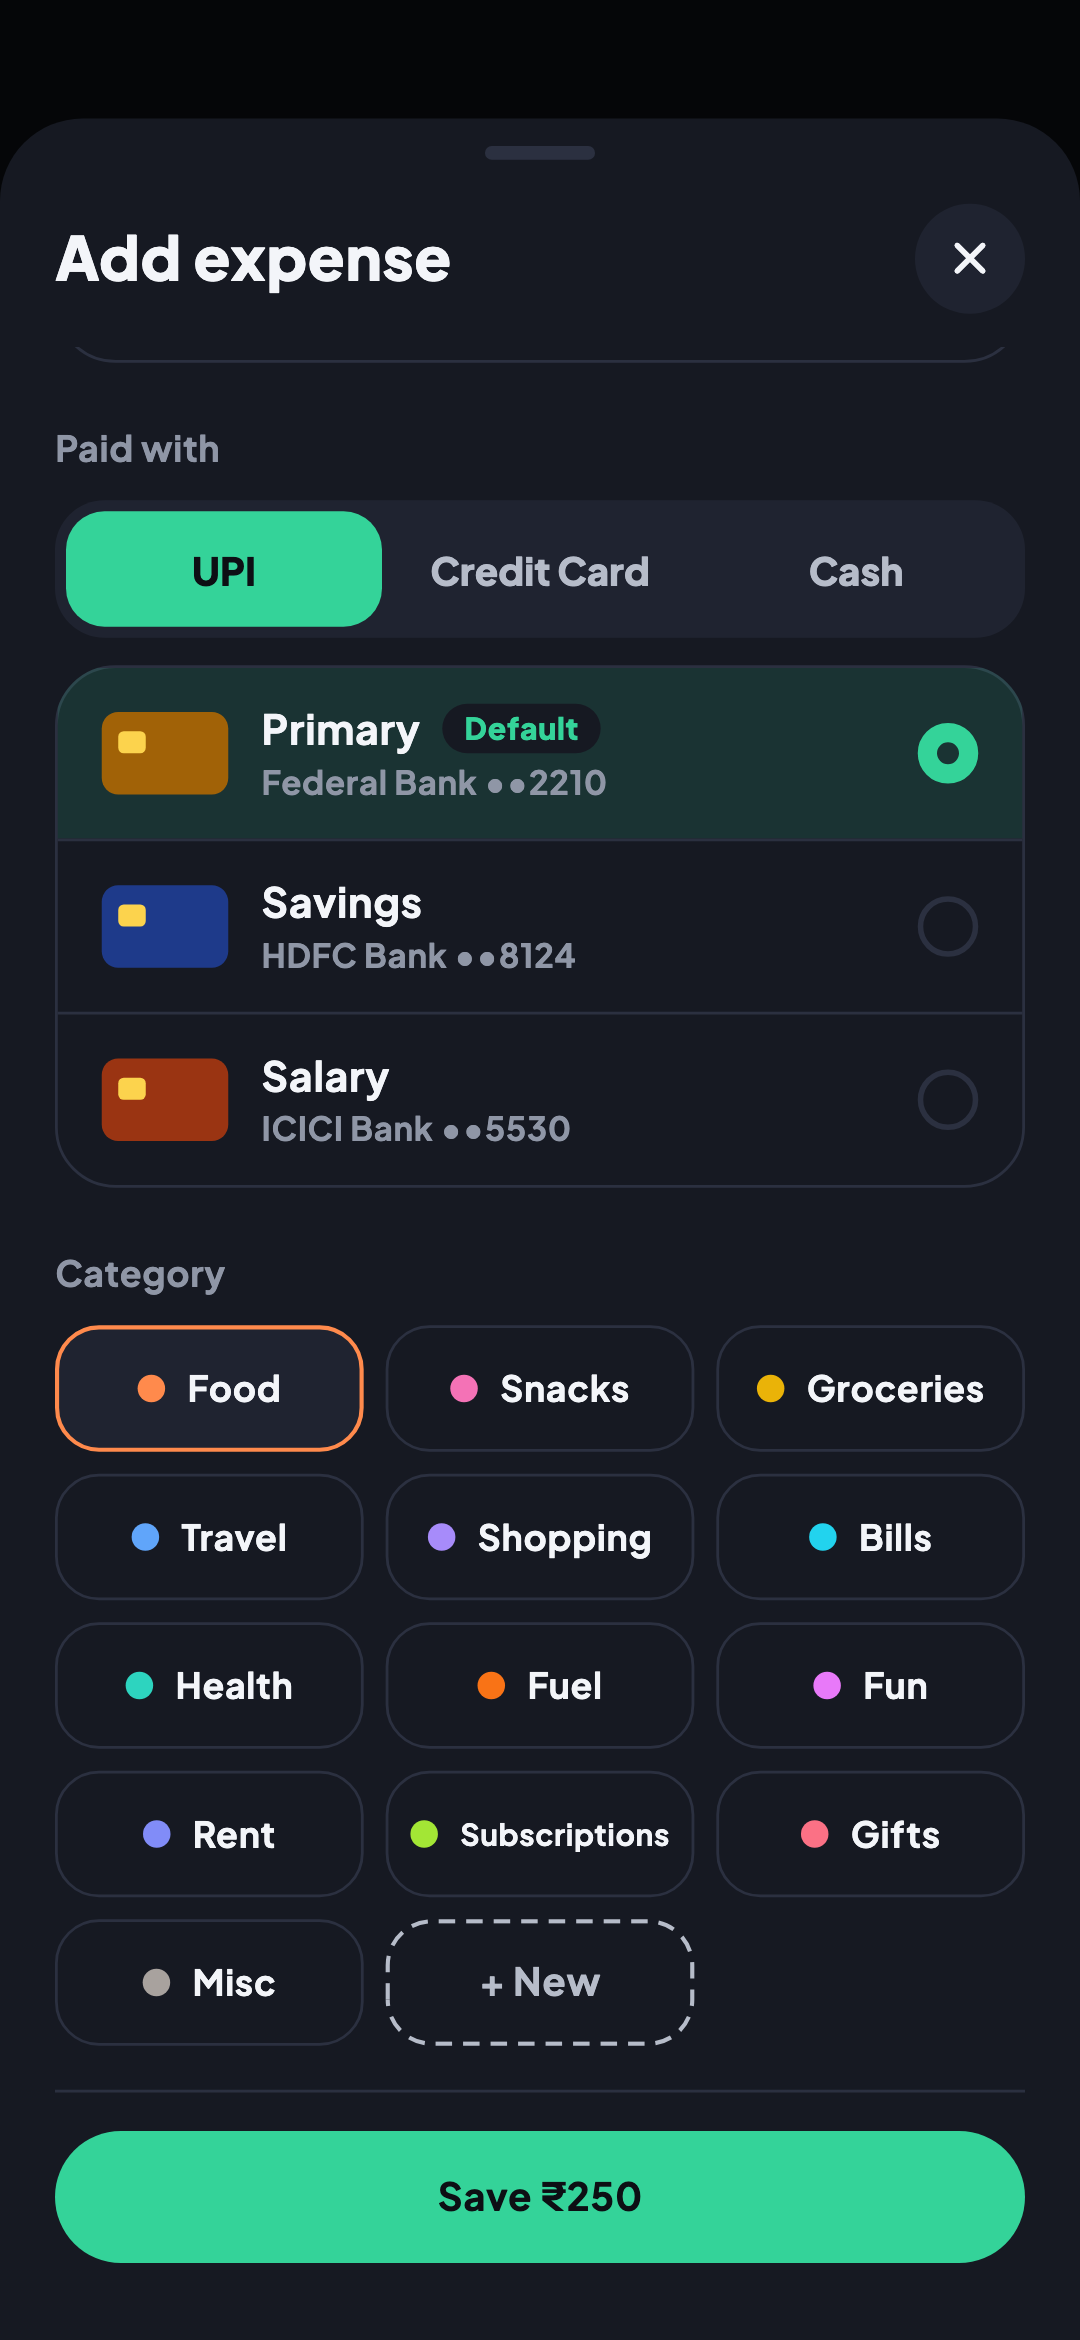 Add expense
Paid with
UPI Credit Card Cash
Primary Default
Federal Bank ••2210
Savings
HDFC Bank ••8124
Salary
ICICI Bank ••5530
Category
Food Snacks Groceries
Travel Shopping Bills
Health Fuel Fun
Rent Subscriptions Gifts
Misc + New
Save ₹250